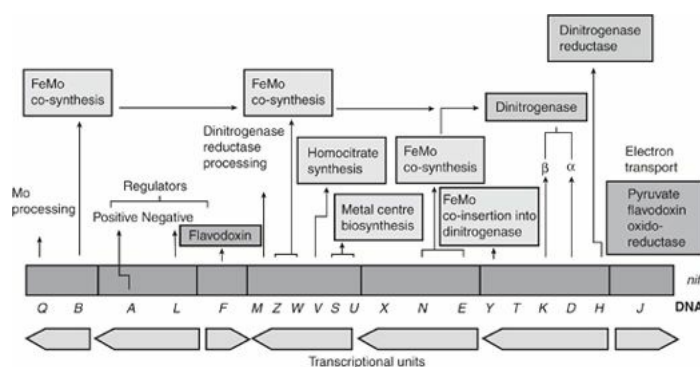 Dinitrogenase
reductase
FeMo
co-synthesis
FeMo
co-synthesis
Dinitrogenase
reductase
processing
Dinitrogenase
Homocitrate
synthesis
FeMo
co-synthesis
Electron
transport
Mo
processing
Regulators
Positive Negative
β
α
Flavodoxin
Metal centre
biosynthesis
FeMo
co-insertion into
dinitrogenase
Pyruvate
flavodoxin
oxido-
reductase
nif
Q B A L F M Z W V S U X N E Y T K D H J DNA
Transcriptional units